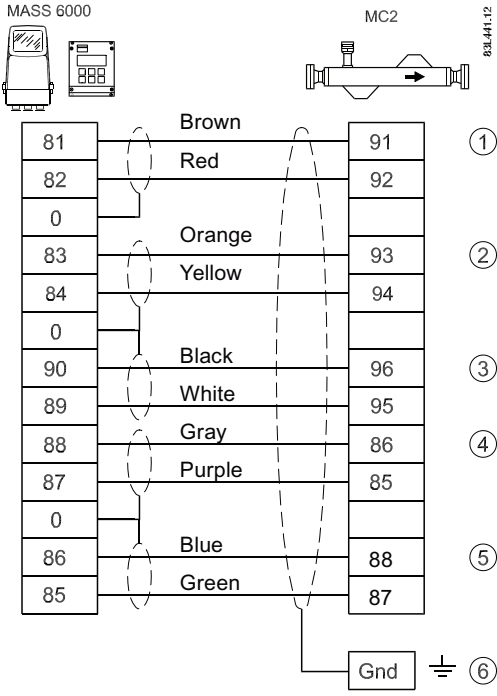 MASS 6000
MC2
83L441.12
81 Brown 91 1
82 Red 92
0
83 Orange 93 2
84 Yellow 94
0
90 Black 96 3
89 White 95
88 Gray 86 4
87 Purple 85
0
86 Blue 88 5
85 Green 87
Gnd 6